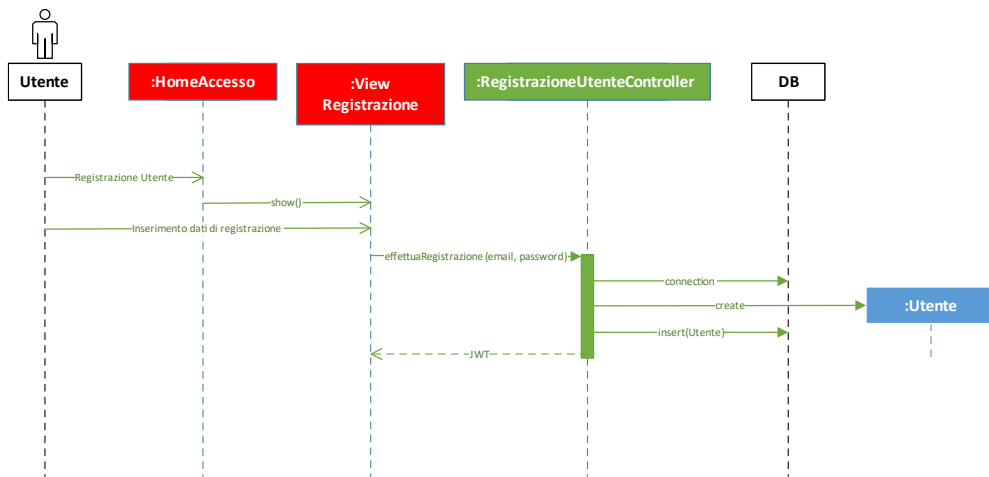 Utente
:HomeAccesso
:View
Registrazione
:RegistrazioneUtenteController
DB
Registrazione Utente
show()
Inserimento dati di registrazione
effettuaRegistrazione(email, password)
connection
create
:Utente
insert(Utente)
JWT